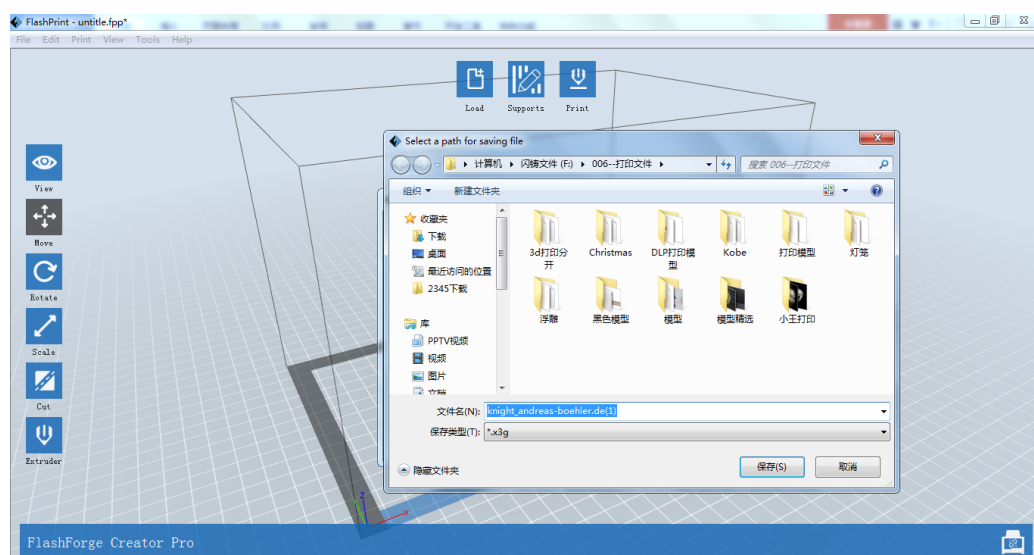 FlashPrint - untitle.fpp*
File Edit Print View Tools Help
Load Supports Print
View
Move
Rotate
Scale
Cut
Extruder
Select a path for saving file
计算机 闪铸文件 (F:) 006--打印文件
搜索 006--打印文件
组织 新建文件夹
收藏夹
下载
桌面
最近访问的位置
2345下载
库
PPTV视频
视频
图片
文档
3d打印分开
Christmas
DLP打印模型
Kobe
打印模型
灯笼
浮雕
黑色模型
模型
模型精选
小王打印
文件名(N): knight_andreas-boehler.de(1)
保存类型(T): *.x3g
隐藏文件夹
保存(S) 取消
Z
X
FlashForge Creator Pro